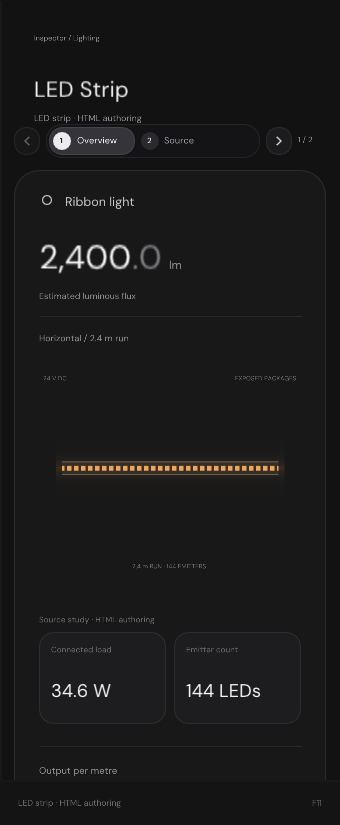 Inspector / Lighting
LED Strip
LED strip · HTML authoring
1 Overview
2 Source
1 / 2
Ribbon light
2,400.0 lm
Estimated luminous flux
Horizontal / 2.4 m run
24 V DC
EXPOSED PACKAGES
2.4 m RUN · 144 EMITTERS
Source study · HTML authoring
Connected load
34.6 W
Emitter count
144 LEDs
Output per metre
LED strip · HTML authoring
F11